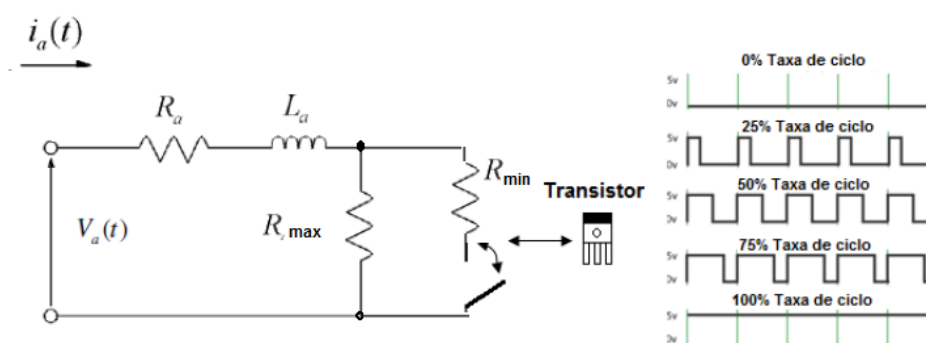 i_a(t)
R_a
L_a
R_min
Transistor
V_a(t)
R, max
0% Taxa de ciclo
5v
0v
25% Taxa de ciclo
5v
0v
50% Taxa de ciclo
5v
0v
75% Taxa de ciclo
5v
0v
100% Taxa de ciclo
5v
0v